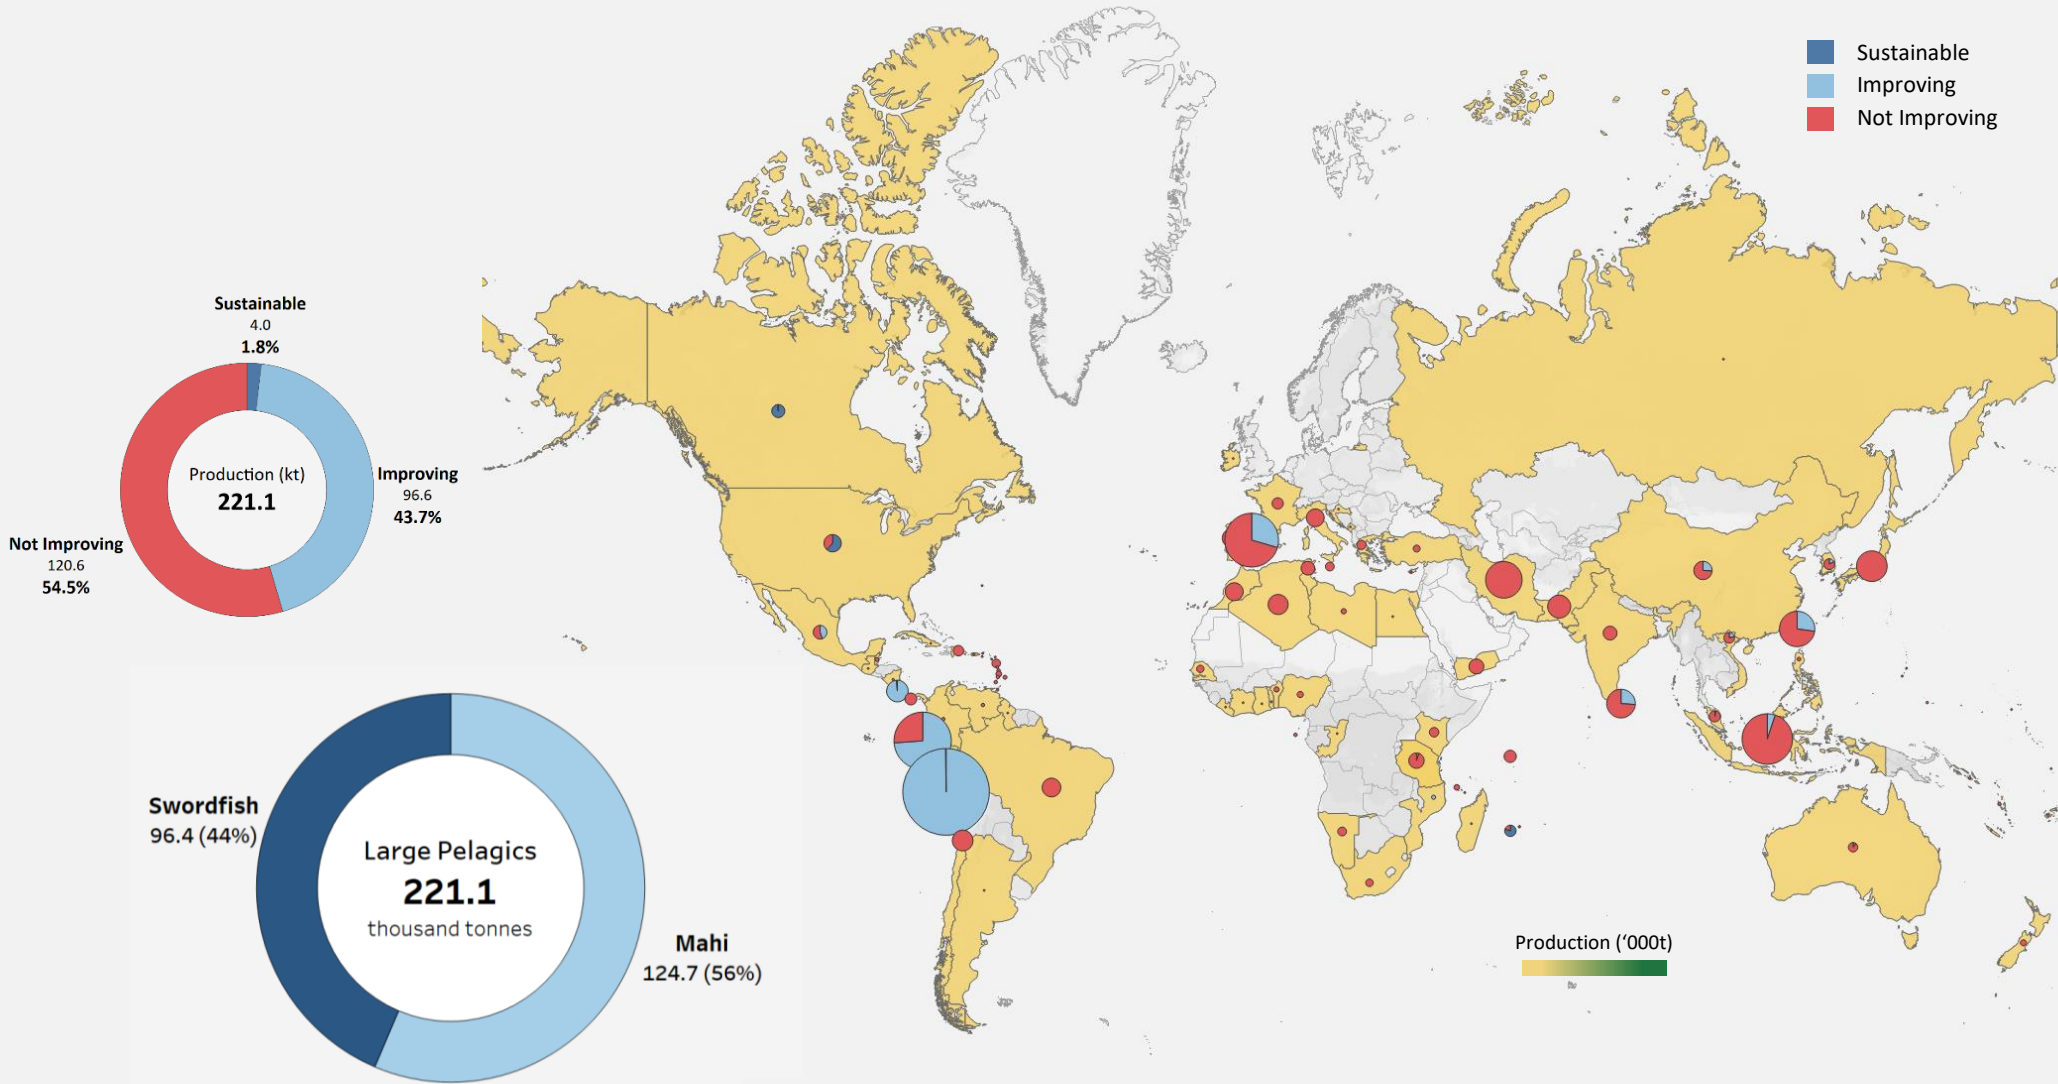 Sustainable
Improving
Not Improving
Sustainable
4.0
1.8%
Production (kt)
221.1
Improving
96.6
43.7%
Not Improving
120.6
54.5%
Swordfish
96.4 (44%)
Large Pelagics
221.1
thousand tonnes
Mahi
124.7 (56%)
Production (‘000t)